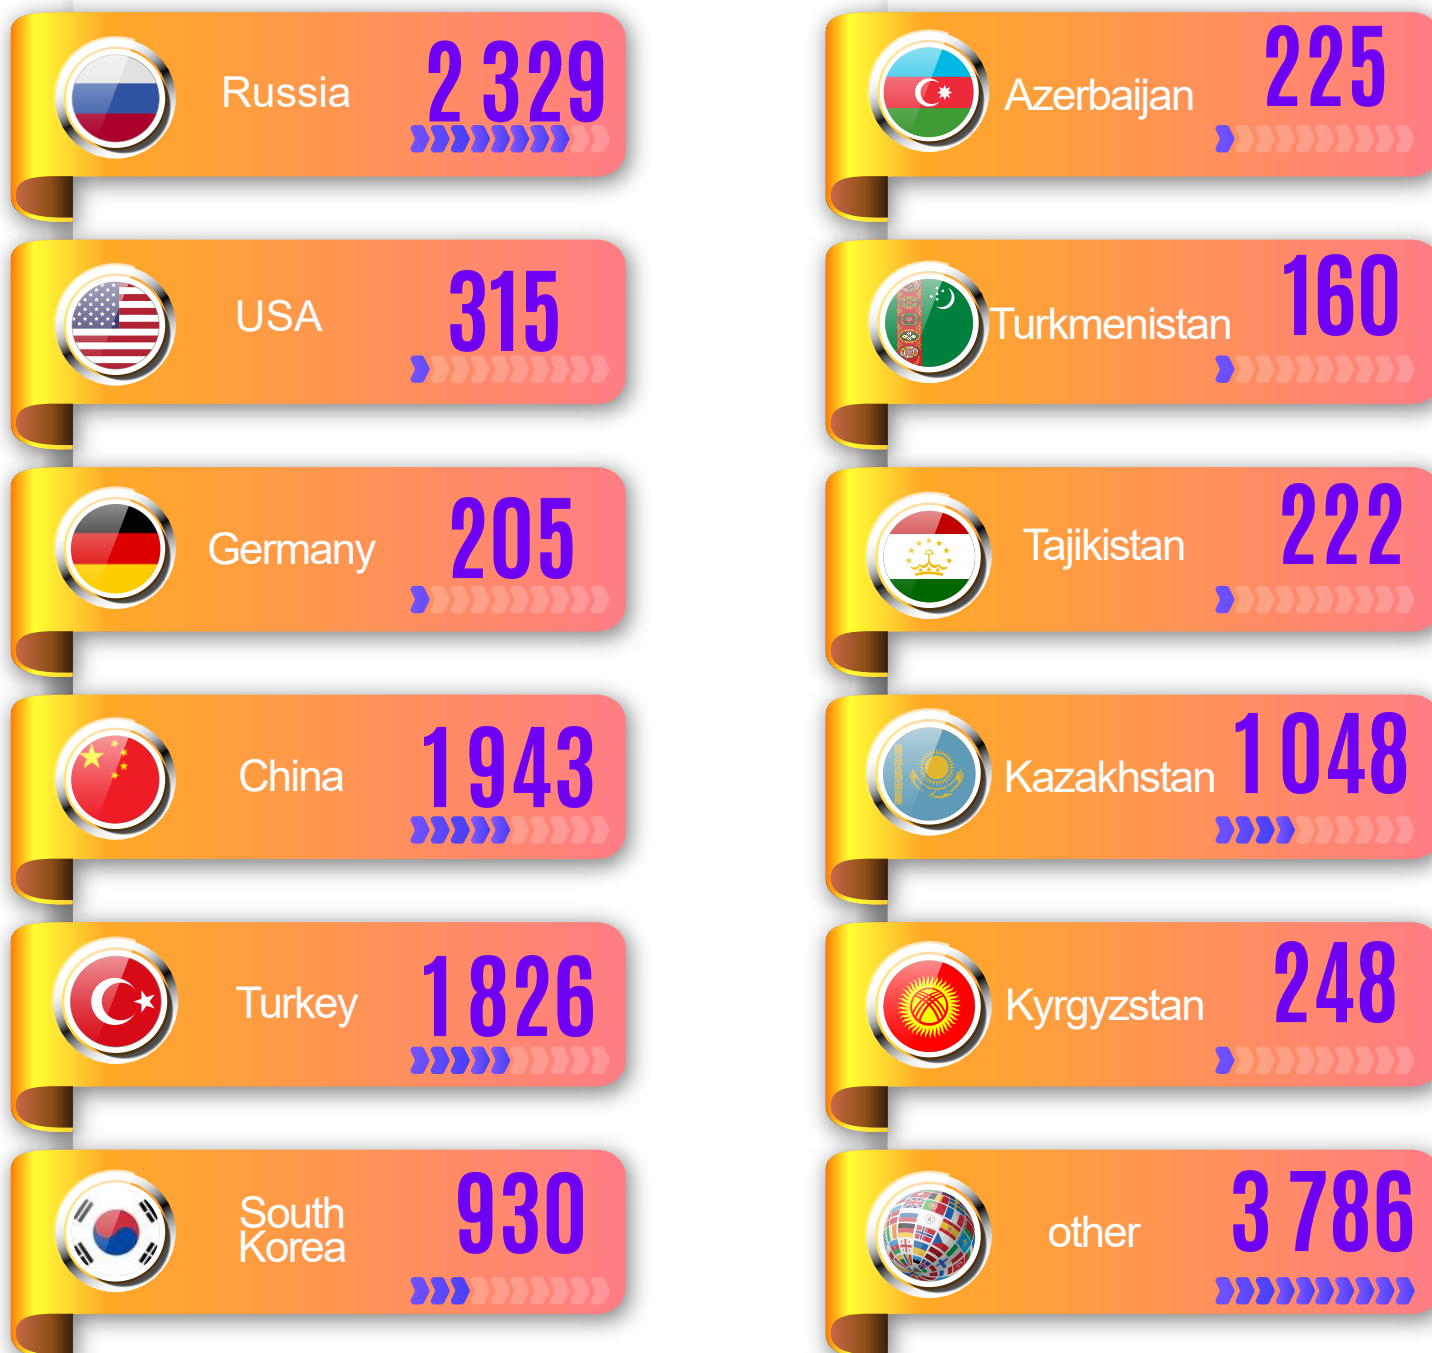 Russia
2 329
USA
315
Germany
205
China
1 943
Turkey
1 826
South
Korea
930
Azerbaijan
225
Turkmenistan
160
Tajikistan
222
Kazakhstan
1 048
Kyrgyzstan
248
other
3 786